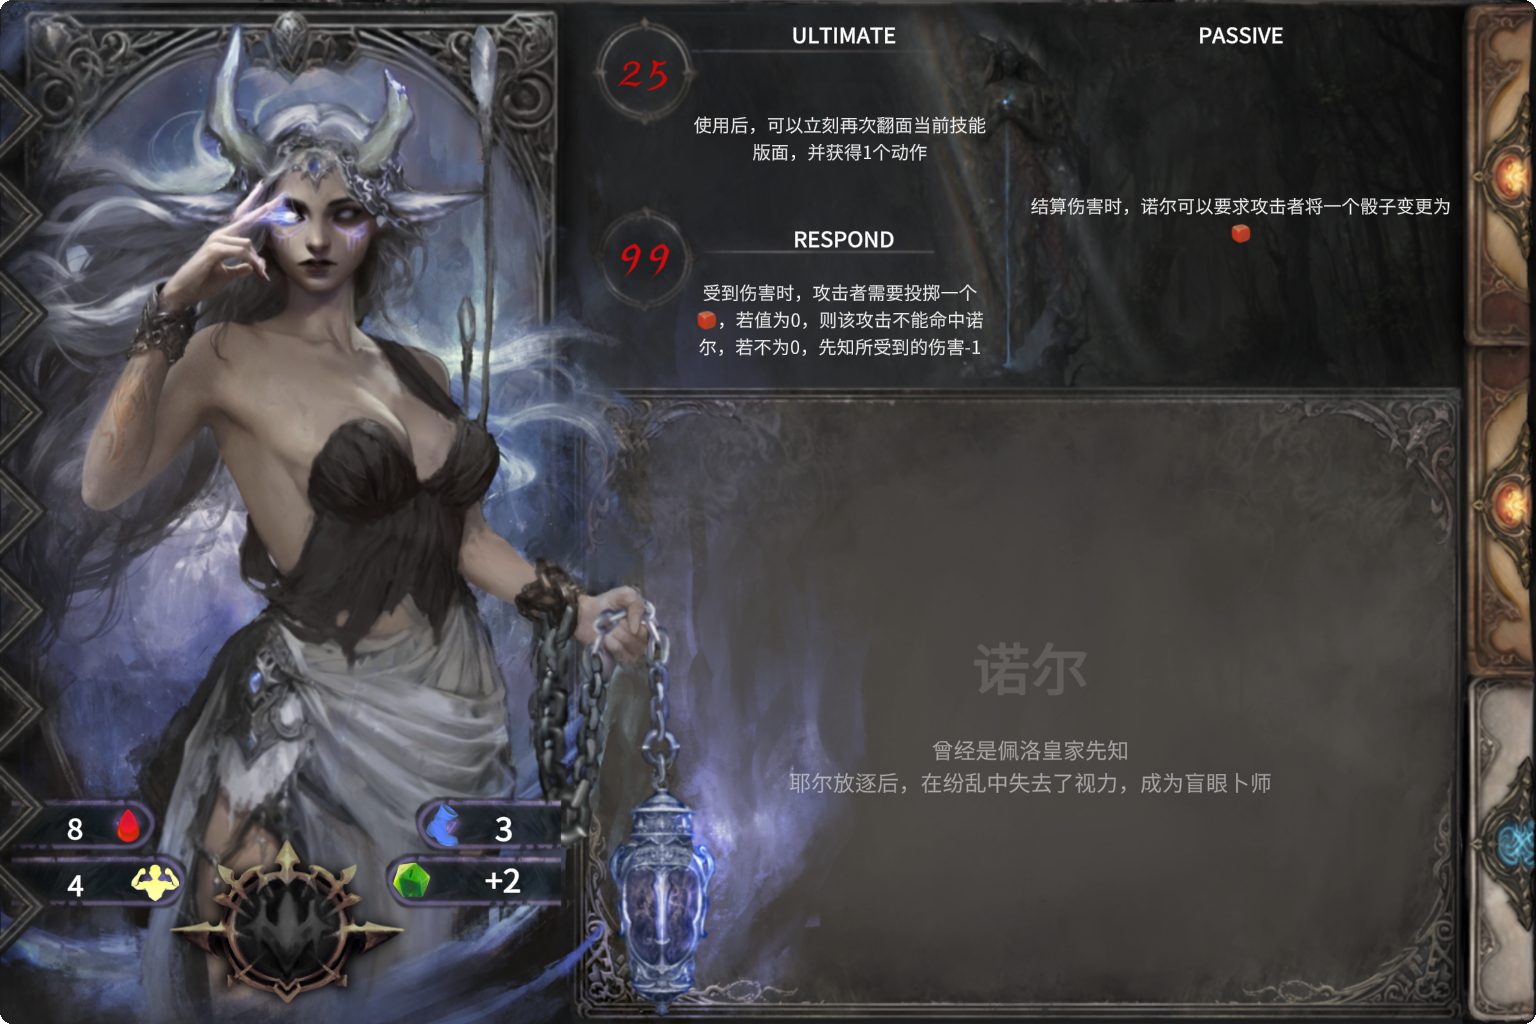 ULTIMATE
25
使用后，可以立刻再次翻面当前技能
版面，并获得1个动作
RESPOND
99
受到伤害时，攻击者需要投掷一个
，若值为0，则该攻击不能命中诺
尔，若不为0，先知所受到的伤害-1
PASSIVE
结算伤害时，诺尔可以要求攻击者将一个骰子变更为
诺尔
曾经是佩洛皇家先知
耶尔放逐后，在纷乱中失去了视力，成为盲眼卜师
8
3
4
+2